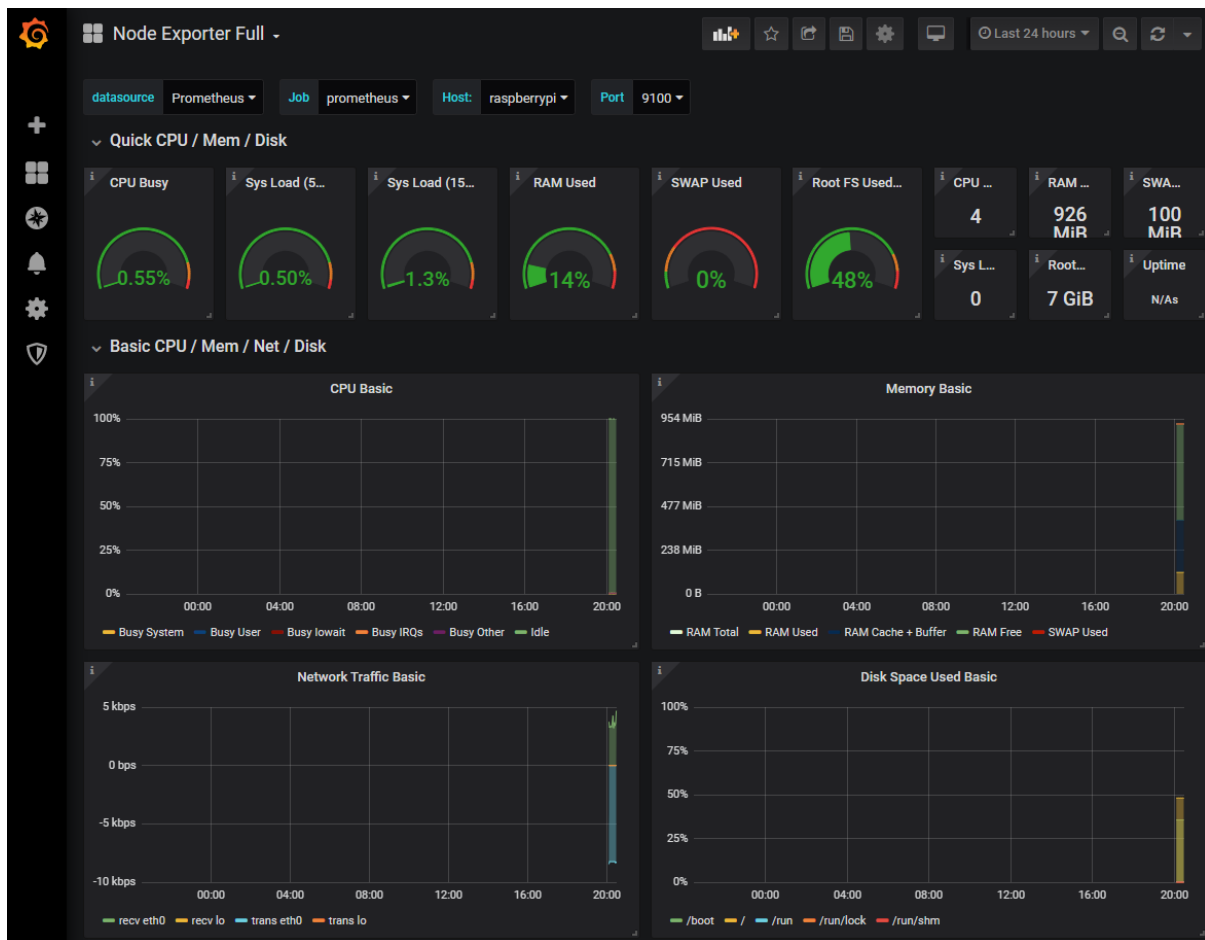 Node Exporter Full
Last 24 hours
datasource Prometheus Job prometheus Host: raspberrypi Port 9100
Quick CPU / Mem / Disk
CPU Busy
0.55%
Sys Load (5...
0.50%
Sys Load (15...
1.3%
RAM Used
14%
SWAP Used
0%
Root FS Used...
48%
CPU ...
4
RAM ...
926
MiB
SWA...
100
MiB
Sys L...
0
Root...
7 GiB
Uptime
N/As
Basic CPU / Mem / Net / Disk
CPU Basic
100%
75%
50%
25%
0%
00:00 04:00 08:00 12:00 16:00 20:00
Busy System Busy User Busy Iowait Busy IRQs Busy Other Idle
Memory Basic
954 MiB
715 MiB
477 MiB
238 MiB
0 B
00:00 04:00 08:00 12:00 16:00 20:00
RAM Total RAM Used RAM Cache + Buffer RAM Free SWAP Used
Network Traffic Basic
5 kbps
0 bps
-5 kbps
-10 kbps
00:00 04:00 08:00 12:00 16:00 20:00
recv eth0 recv lo trans eth0 trans lo
Disk Space Used Basic
100%
75%
50%
25%
0%
00:00 04:00 08:00 12:00 16:00 20:00
/boot / /run /run/lock /run/shm